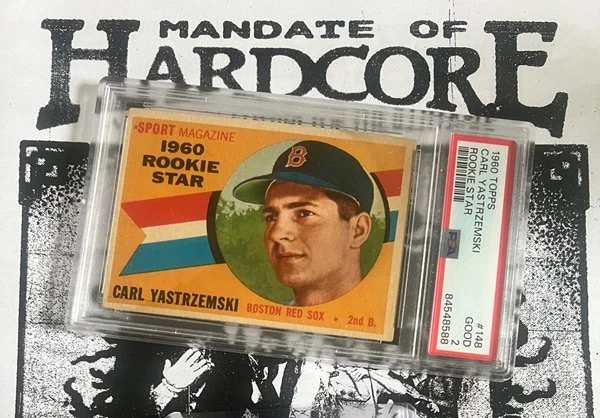 MANDATE OF
HARDCORE
•SPORT MAGAZINE
1960
ROOKIE
STAR
B
CARL YASTRZEMSKI
BOSTON RED SOX • 2nd B.
1960 TOPPS
CARL YASTRZEMSKI
ROOKIE STAR
#148
GOOD
2
PSA
84548588